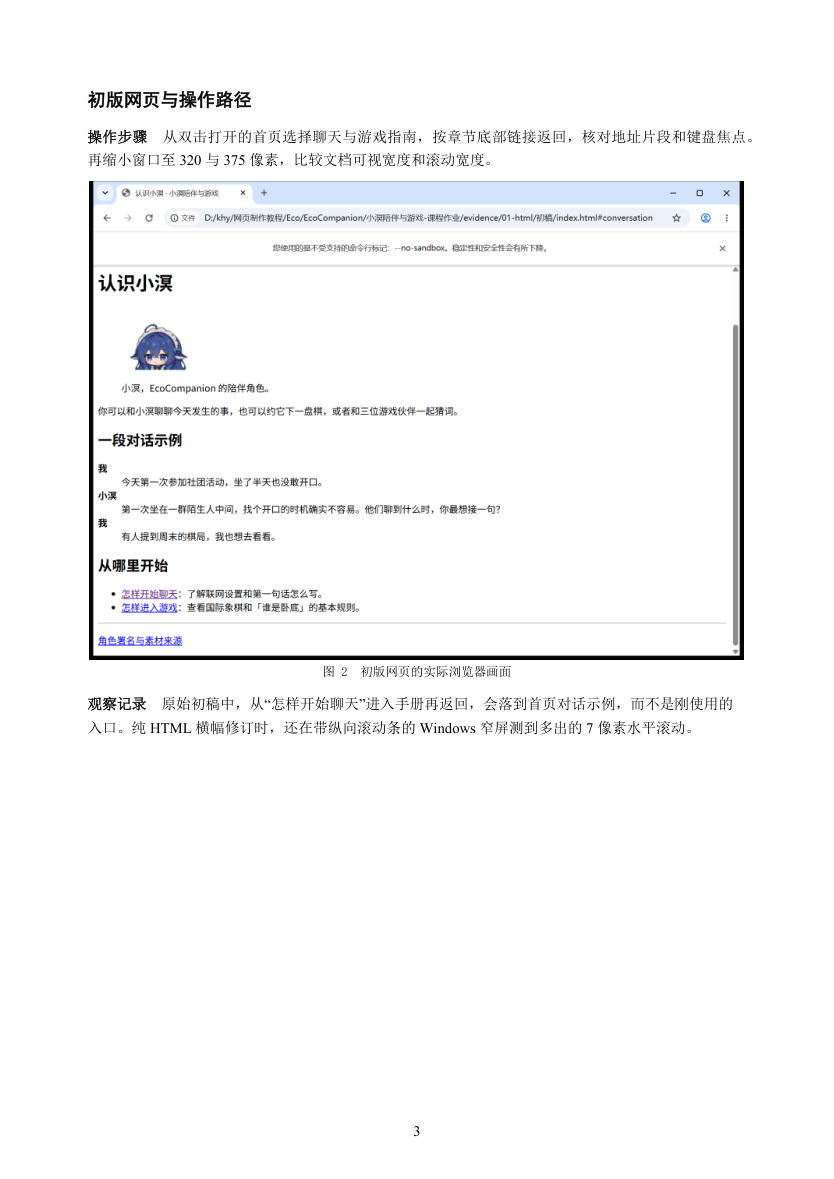 初版网页与操作路径
操作步骤 从双击打开的首页选择聊天与游戏指南，按章节底部链接返回，核对地址片段和键盘焦点。
再缩小窗口至 320 与 375 像素，比较文档可视宽度和滚动宽度。
认识小溟 · 小溟陪伴与游戏
文件 D:/khy/网页制作教程/Eco/EcoCompanion/小溟陪伴与游戏-课程作业/evidence/01-html/初稿/index.html#conversation
您使用的是不受支持的命令行标记：--no-sandbox。稳定性和安全性会有所下降。
认识小溟
小溟，EcoCompanion 的陪伴角色。
你可以和小溟聊聊今天发生的事，也可以约它下一盘棋，或者和三位游戏伙伴一起猜词。
一段对话示例
我
今天第一次参加社团活动，坐了半天也没敢开口。
小溟
第一次坐在一群陌生人中间，找个开口的时机确实不容易。他们聊到什么时，你最想接一句？
我
有人提到周末的棋局，我也想去看看。
从哪里开始
怎样开始聊天：了解联网设置和第一句话怎么写。
怎样进入游戏：查看国际象棋和「谁是卧底」的基本规则。
角色署名与素材来源
图 2 初版网页的实际浏览器画面
观察记录 原始初稿中，从“怎样开始聊天”进入手册再返回，会落到首页对话示例，而不是刚使用的
入口。纯 HTML 横幅修订时，还在带纵向滚动条的 Windows 窄屏测到多出的 7 像素水平滚动。
3